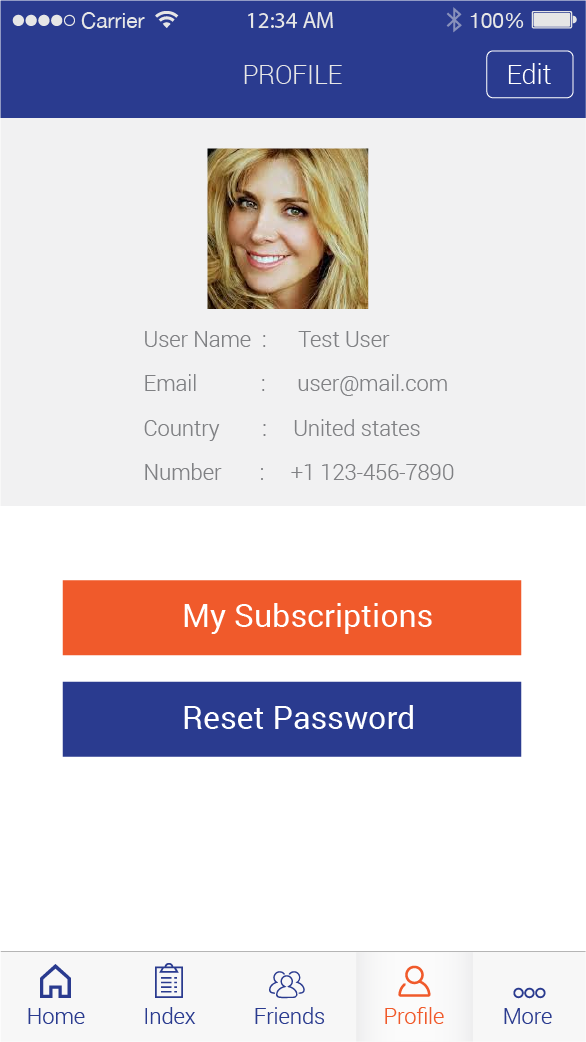 Carrier 12:34 AM 100%
PROFILE Edit
User Name : Test User
Email : user@mail.com
Country : United states
Number : +1 123-456-7890
My Subscriptions
Reset Password
Home Index Friends Profile More